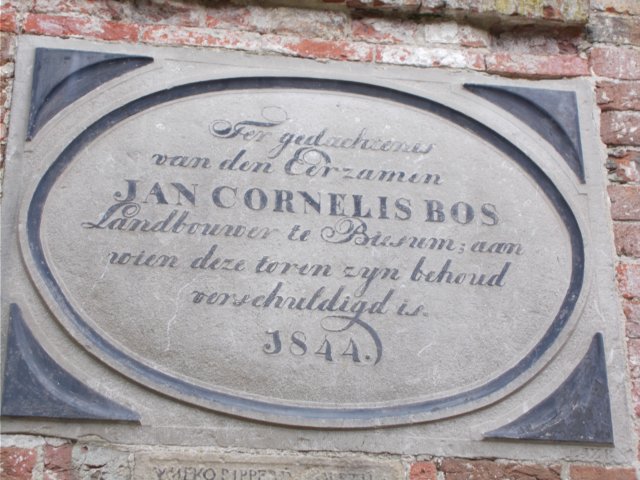 Ter gedachtenis
van den Eerzamen
JAN CORNELIS BOS
Landbouwer te Biesum; aan
wien deze toren zyn behoud
verschuldigd is.
1844.